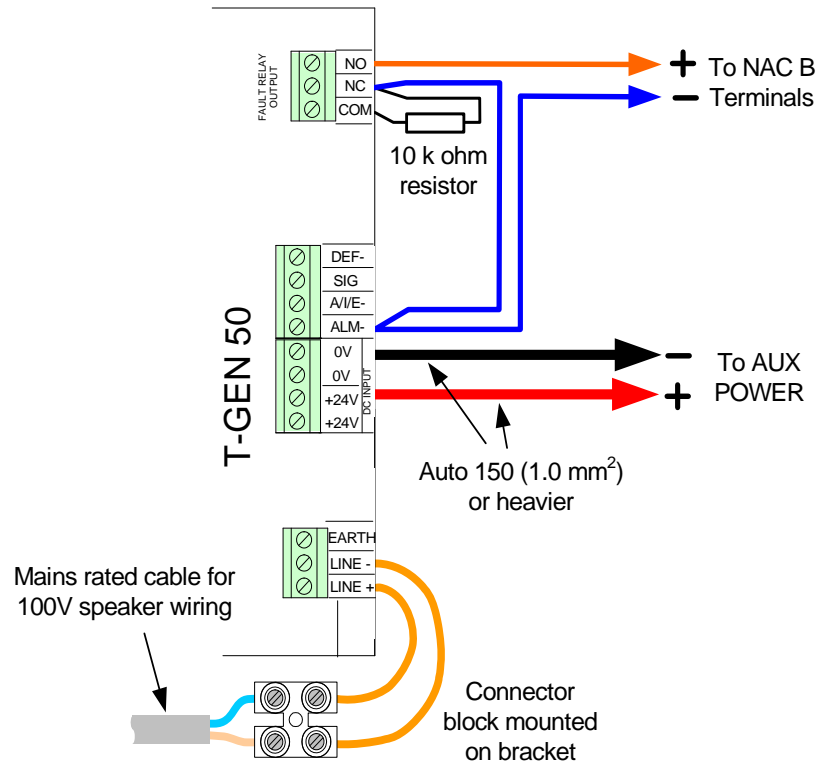 FAULT RELAY
OUTPUT
NO
NC
COM
+ To NAC B
- Terminals
10 k ohm
resistor
T-GEN 50
DEF-
SIG
A/I/E-
ALM-
0V
0V
+24V
+24V
DC INPUT
- To AUX
+ POWER
Auto 150 (1.0 mm²)
or heavier
EARTH
LINE -
LINE +
Mains rated cable for
100V speaker wiring
Connector
block mounted
on bracket